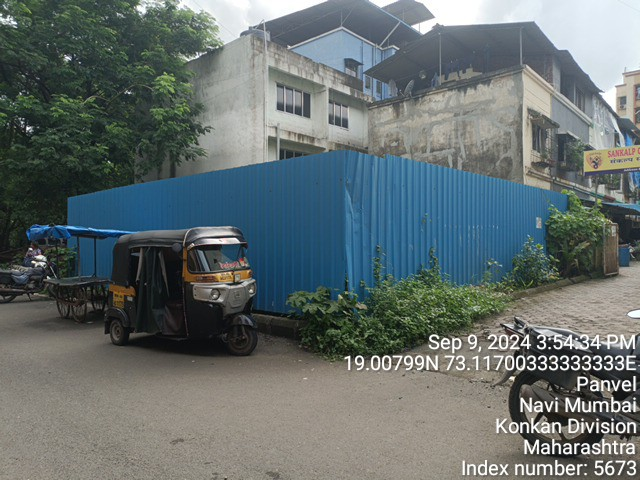 SANKALP
संकल्प
Sep 9, 2024 3:54:34 PM
19.00799N 73.11700333333333E
Panvel
Navi Mumbai
Konkan Division
Maharashtra
Index number: 5673